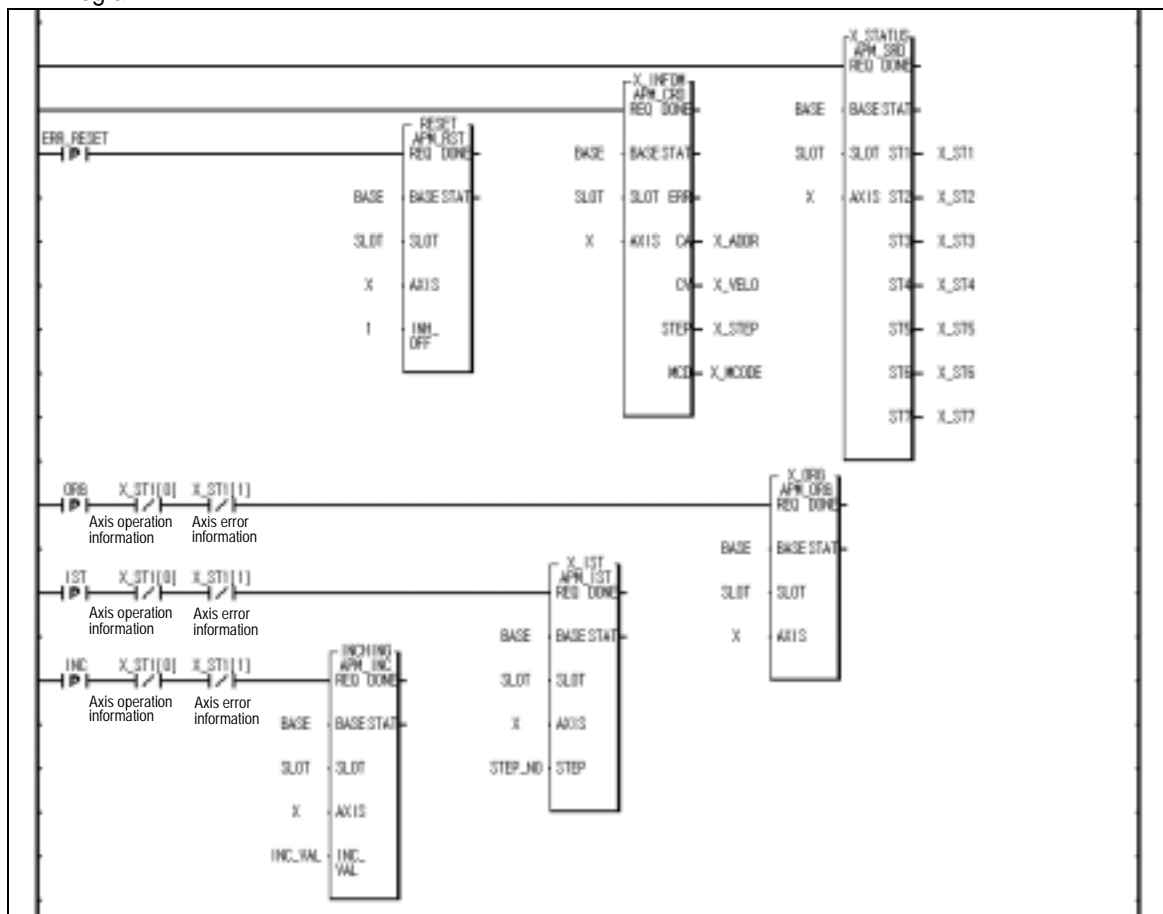 X_STATUS
APM_SRD
REQ DONE
X_INFOM
APM_CRD
REQ DONE
BASE BASE STAT
ERR_RESET
P
RESET
APM_RST
REQ DONE
BASE BASE STAT
SLOT SLOT ST1 X_ST1
BASE BASE STAT
SLOT SLOT ERR
X AXIS ST2 X_ST2
SLOT SLOT
X AXIS CA X_ADDR
ST3 X_ST3
X AXIS
CV X_VELO
ST4 X_ST4
1 INH_
OFF
STEP X_STEP
ST5 X_ST5
MCD X_MCODE
ST6 X_ST6
ST7 X_ST7
X_ORG
APM_ORG
REQ DONE
ORG X_ST1[0] X_ST1[1]
P
Axis operation
information
Axis error
information
BASE BASE STAT
X_IST
APM_IST
REQ DONE
IST X_ST1[0] X_ST1[1]
P
SLOT SLOT
Axis operation
information
Axis error
information
BASE BASE STAT
X AXIS
INCHING
APM_INC
REQ DONE
INC X_ST1[0] X_ST1[1]
P
SLOT SLOT
Axis operation
information
Axis error
information
BASE BASE STAT
X AXIS
SLOT SLOT
STEP_NO STEP
X AXIS
INC_VAL INC_
VAL